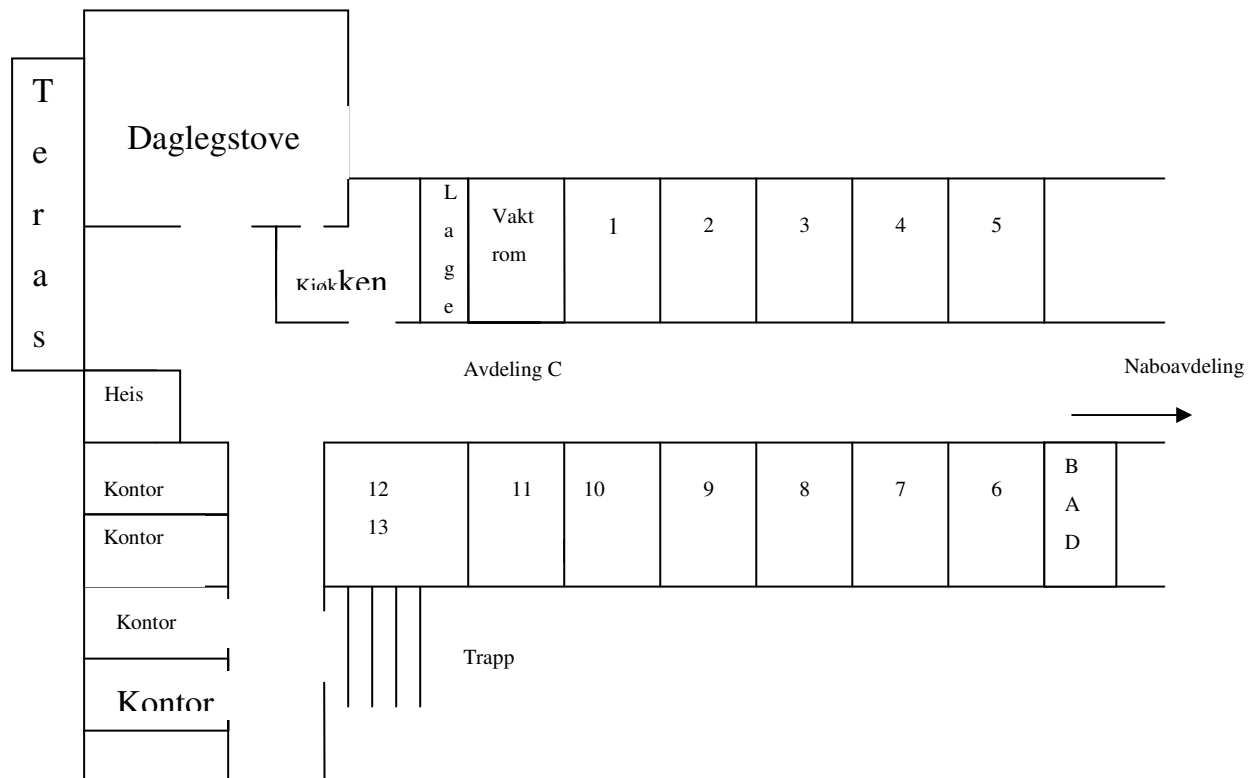 T
e
r
a
s
Daglegstove
L
a
g
e
Vakt
rom
1
2
3
4
5
Kjøkken
Avdeling C
Naboavdeling
Heis
Kontor
12
13
11
10
9
8
7
6
B
A
D
Kontor
Kontor
Trapp
Kontor